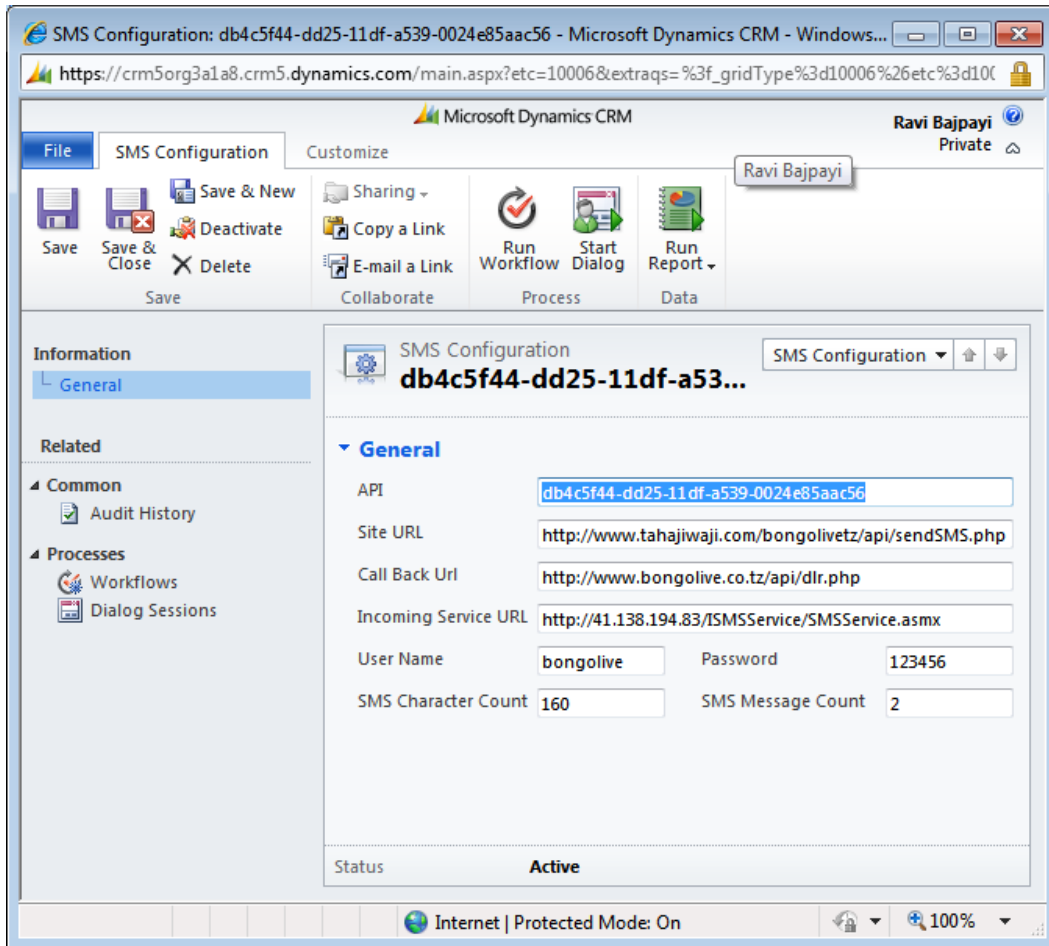 SMS Configuration: db4c5f44-dd25-11df-a539-0024e85aac56 - Microsoft Dynamics CRM - Windows...
https://crm5org3a1a8.crm5.dynamics.com/main.aspx?etc=10006&extraqs=%3f_gridType%3d10006%26etc%3d100
Microsoft Dynamics CRM
Ravi Bajpayi
Private
File SMS Configuration Customize
Ravi Bajpayi
Save
Save & Close
Save & New
Deactivate
Delete
Save
Sharing
Copy a Link
E-mail a Link
Collaborate
Run Workflow
Start Dialog
Process
Run Report
Data
Information
General
Related
Common
Audit History
Processes
Workflows
Dialog Sessions
SMS Configuration
db4c5f44-dd25-11df-a53...
SMS Configuration
General
API db4c5f44-dd25-11df-a539-0024e85aac56
Site URL http://www.tahajiwaji.com/bongolivetz/api/sendSMS.php
Call Back Url http://www.bongolive.co.tz/api/dlr.php
Incoming Service URL http://41.138.194.83/ISMSService/SMSService.asmx
User Name bongolive Password 123456
SMS Character Count 160 SMS Message Count 2
Status Active
Internet | Protected Mode: On 100%